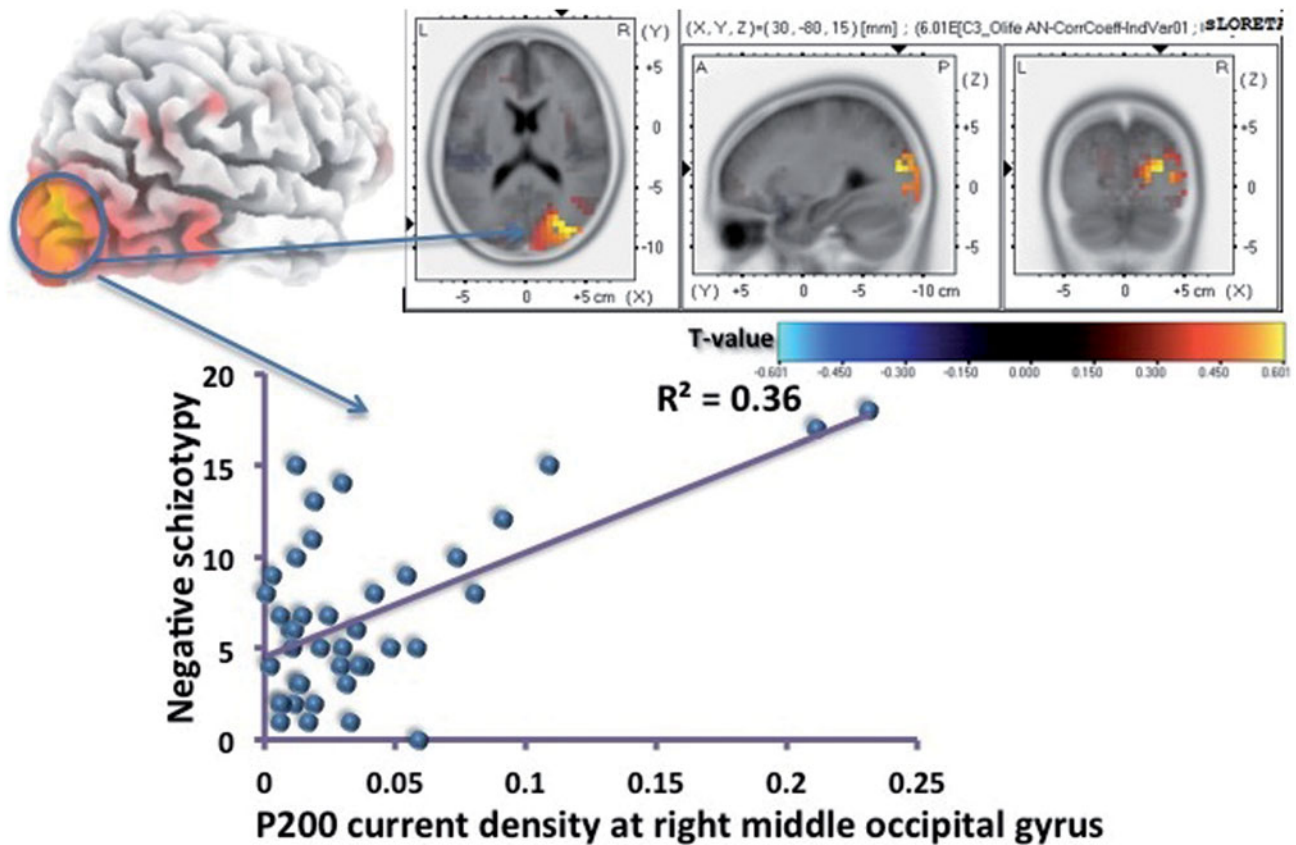 L R (Y)
+5
0
-5
-10
-5 0 +5 cm (X)
(X, Y, Z)=(30, -80, 15) [mm] ; (6.01E[C3_Olife AN-CorrCoeff-IndVar01 ; sLORETA
A P (Z)
+5
0
-5
(Y) +5 0 -5 -10 cm
L R (Z)
+5
0
-5
-5 0 +5 cm (X)
T-value
-0.601 -0.450 -0.300 -0.150 0.000 0.150 0.300 0.450 0.601
R² = 0.36
Negative schizotypy
20
15
10
5
0
0 0.05 0.1 0.15 0.2 0.25
P200 current density at right middle occipital gyrus